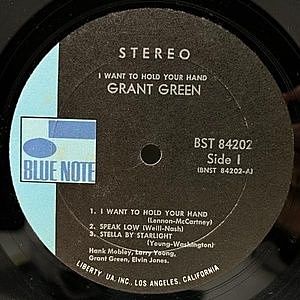 STEREO
I WANT TO HOLD YOUR HAND
GRANT GREEN
BST 84202
Side 1
(BNST 84202-A)
BLUE NOTE
1. I WANT TO HOLD YOUR HAND
(Lennon-McCartney)
2. SPEAK LOW (Weill-Nash)
3. STELLA BY STARLIGHT
(Young-Washington)
Hank Mobley, Larry Young,
Grant Green, Elvin Jones.
LIBERTY UA, INC. LOS ANGELES, CALIFORNIA